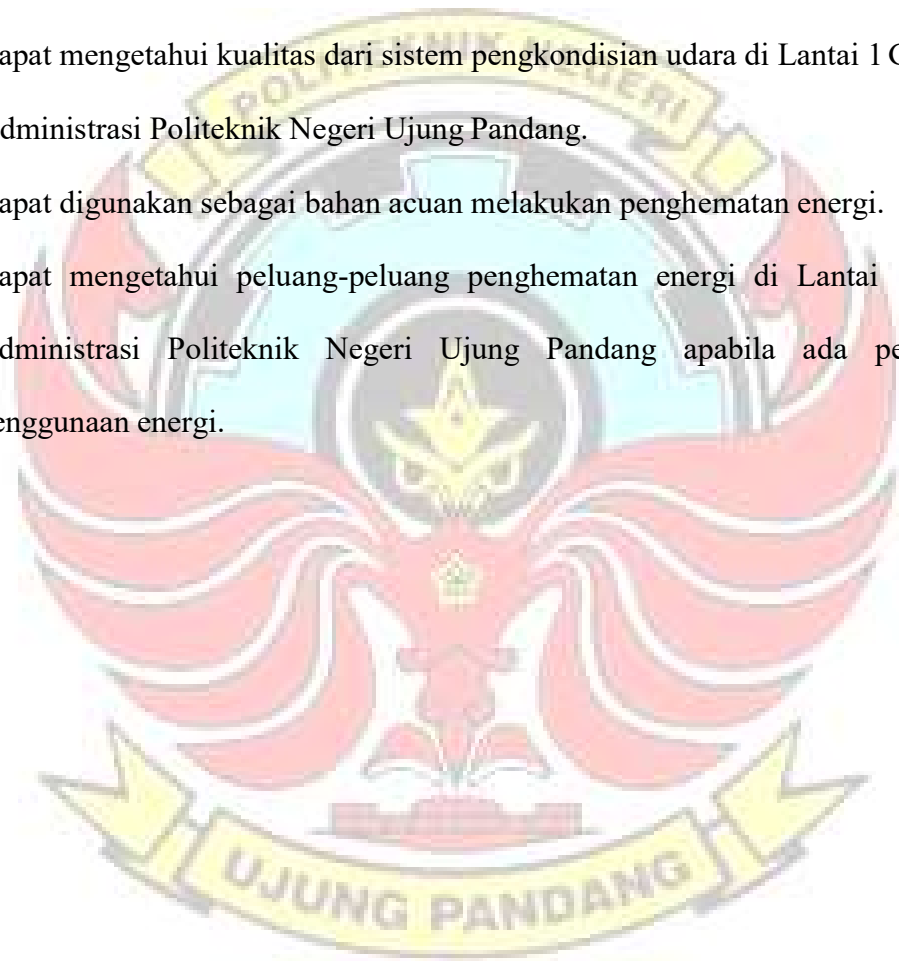 POLITEKNIK NEGERI
apat mengetahui kualitas dari sistem pengkondisian udara di Lantai 1 G
dministrasi Politeknik Negeri Ujung Pandang.
apat digunakan sebagai bahan acuan melakukan penghematan energi.
apat mengetahui peluang-peluang penghematan energi di Lantai
dministrasi Politeknik Negeri Ujung Pandang apabila ada pe
enggunaan energi.
UJUNG PANDANG